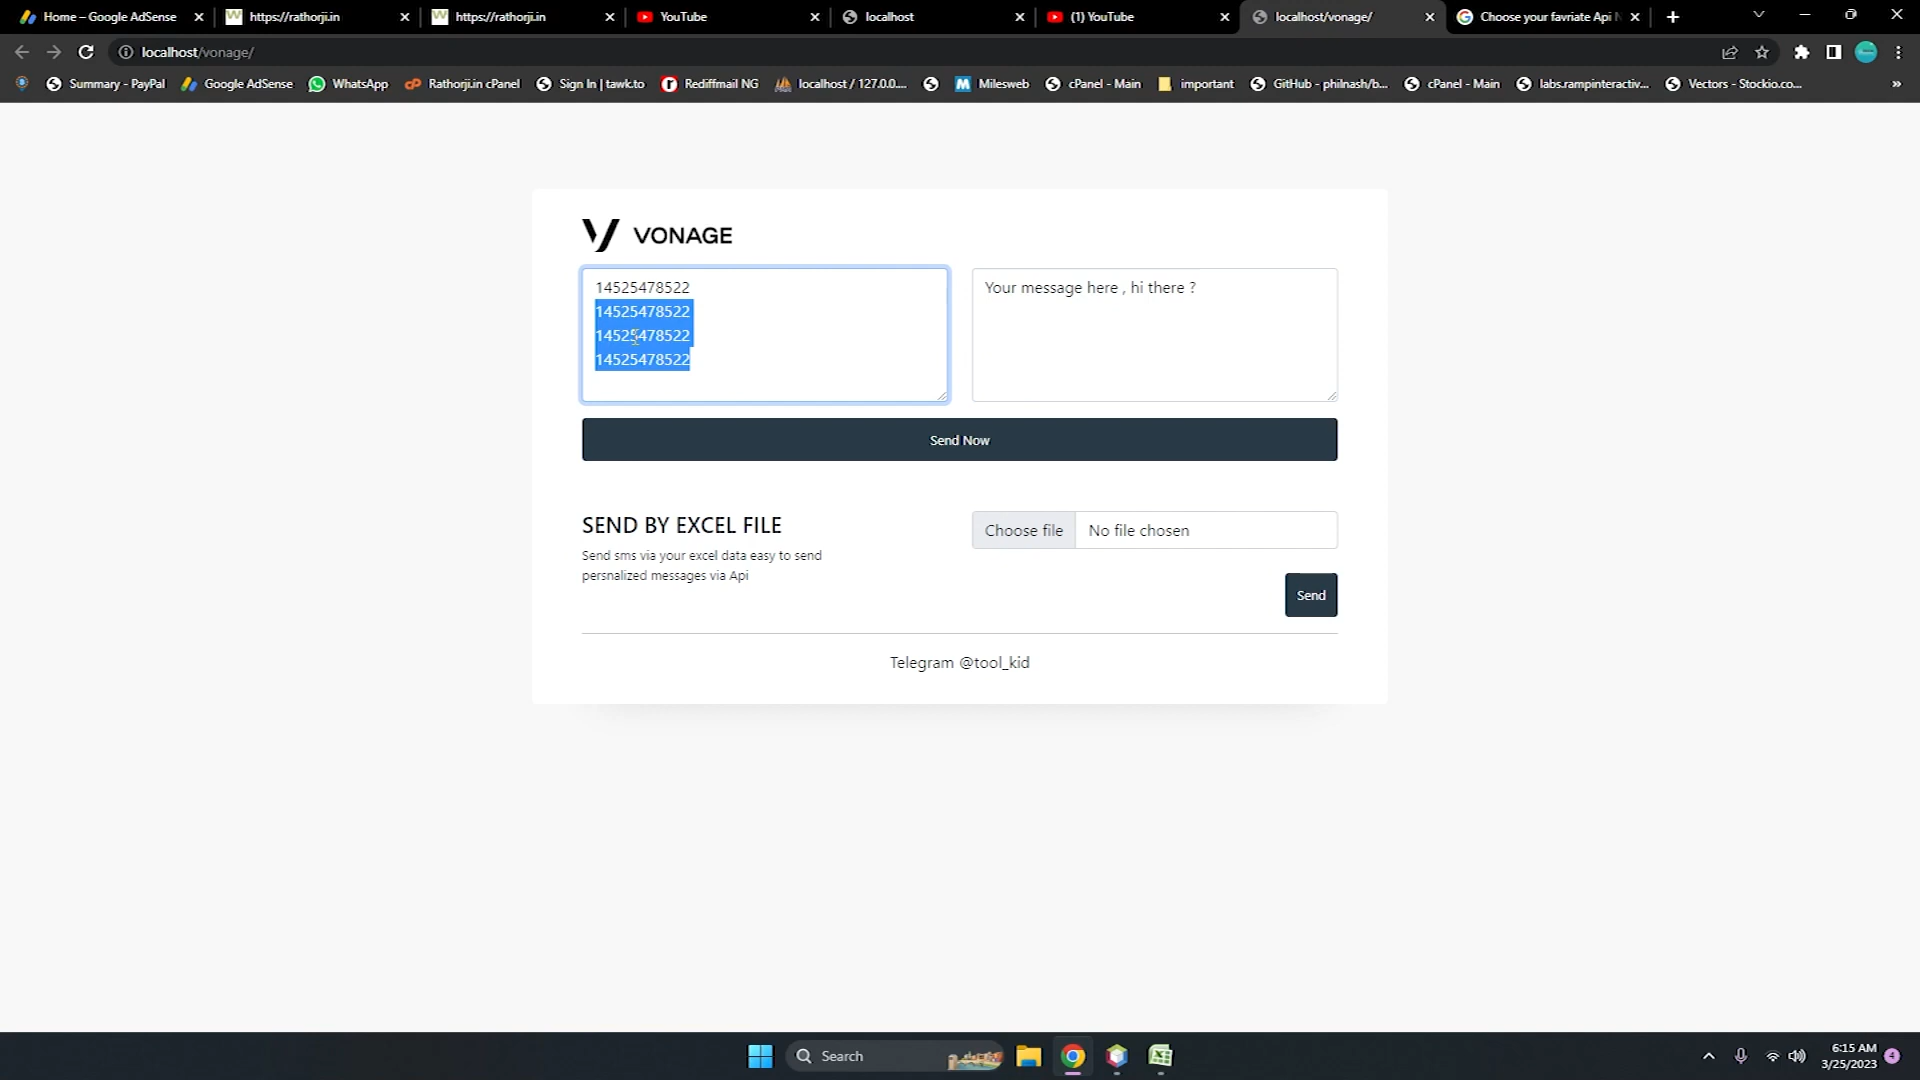 Home – Google AdSense
https://rathorji.in
https://rathorji.in
YouTube
localhost
(1) YouTube
localhost/vonage/
Choose your favriate Api
localhost/vonage/
Summary - PayPal
Google AdSense
WhatsApp
Rathorji.in cPanel
Sign In | tawk.to
Rediffmail NG
localhost / 127.0.0....
Milesweb
cPanel - Main
important
GitHub - philnash/b...
cPanel - Main
labs.rampinteractiv...
Vectors - Stockio.co...
»
VONAGE
14525478522
14525478522
14525478522
14525478522
Your message here , hi there ?
Send Now
SEND BY EXCEL FILE
Send sms via your excel data easy to send
persnalized messages via Api
Choose file
No file chosen
Send
Telegram @tool_kid
Search
6:15 AM
3/25/2023
4